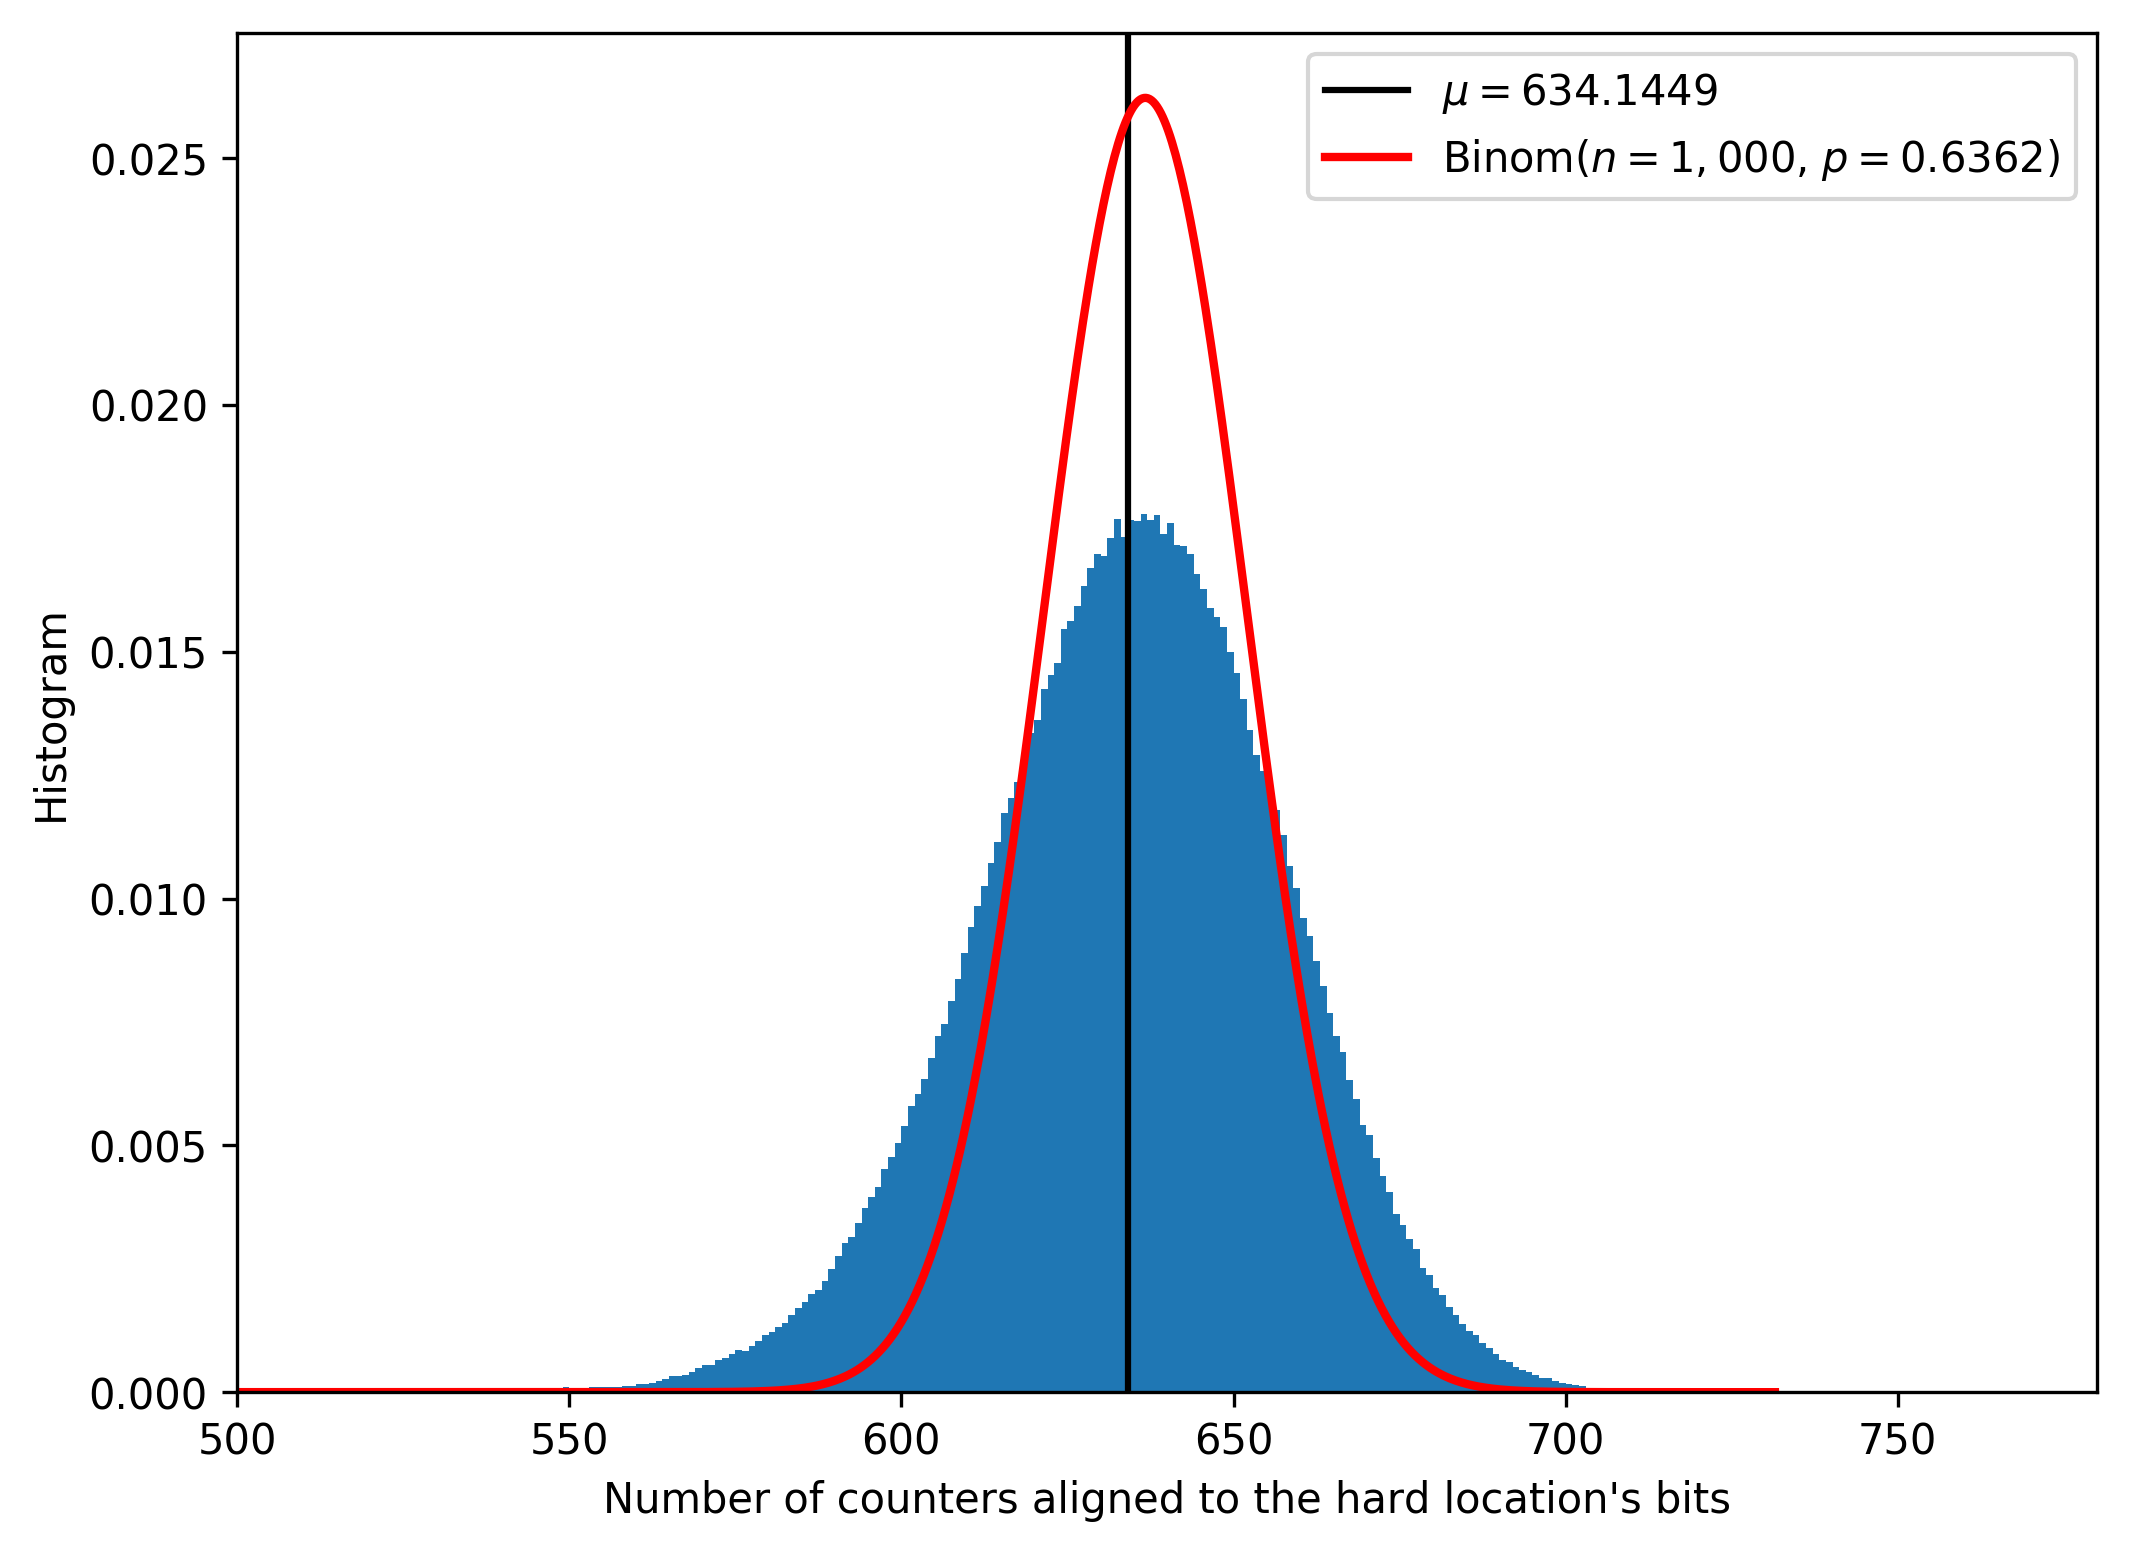 μ = 634.1449
Binom(n = 1, 000, p = 0.6362)
0.025
0.020
0.015
0.010
0.005
0.000
Histogram
500 550 600 650 700 750
Number of counters aligned to the hard location's bits